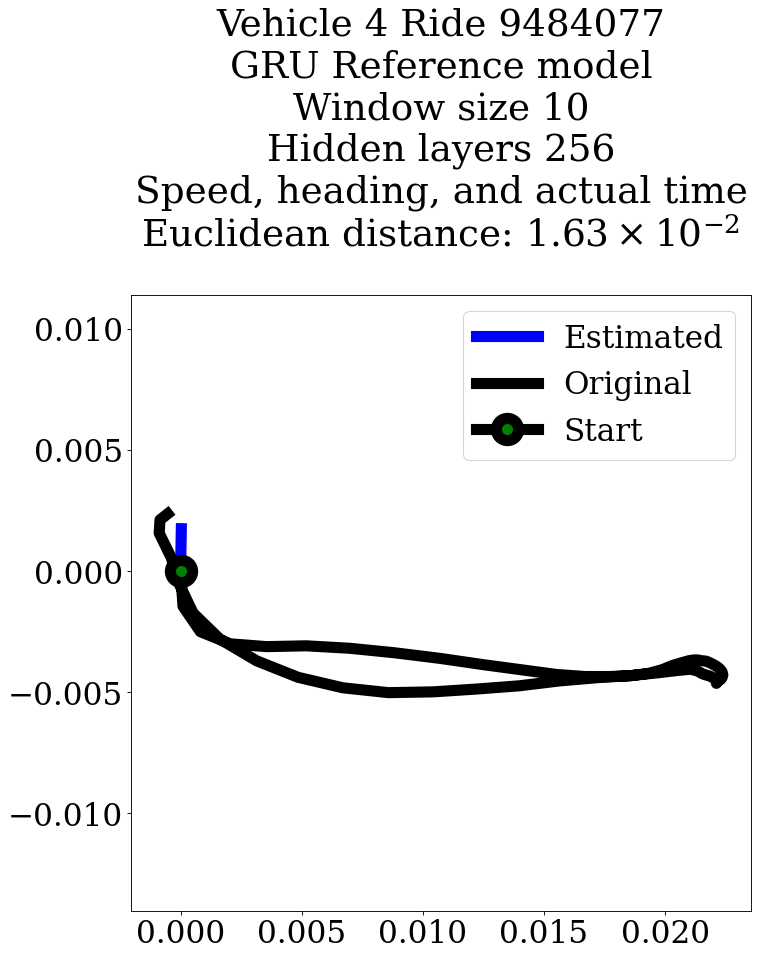 Vehicle 4 Ride 9484077
GRU Reference model
Window size 10
Hidden layers 256
Speed, heading, and actual time
Euclidean distance: 1.63 × 10⁻²
Estimated
Original
Start
0.010
0.005
0.000
−0.005
−0.010
0.000 0.005 0.010 0.015 0.020